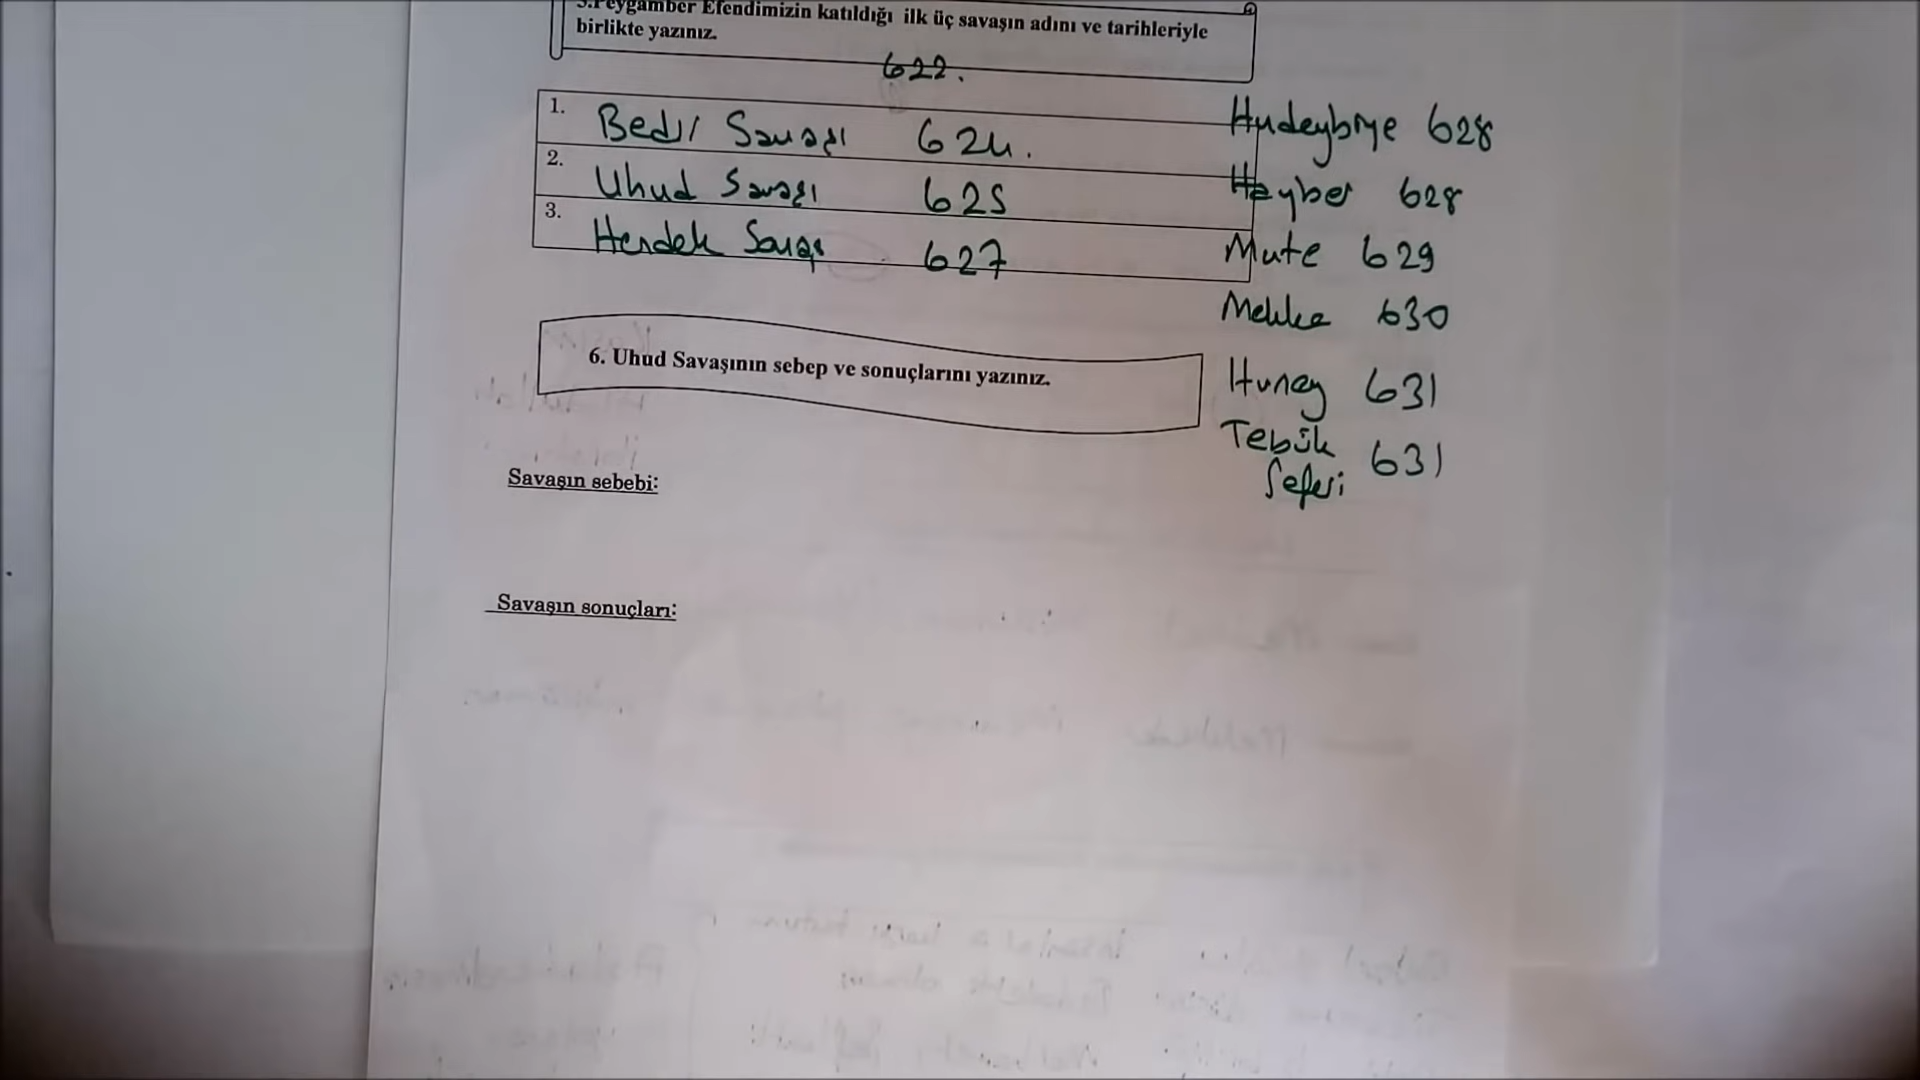 5.Peygamber Efendimizin katıldığı ilk üç savaşın adını ve tarihleriyle
birlikte yazınız.
622.
1. Bedir Savaşı 624.
2. Uhud Savaşı 625
3. Hendek Savaşı 627
Hudeybiye 628
Hayber 628
Mute 629
Mekke 630
Huney 631
Tebük
Seferi 631
6. Uhud Savaşının sebep ve sonuçlarını yazınız.
Savaşın sebebi:
Savaşın sonuçları: